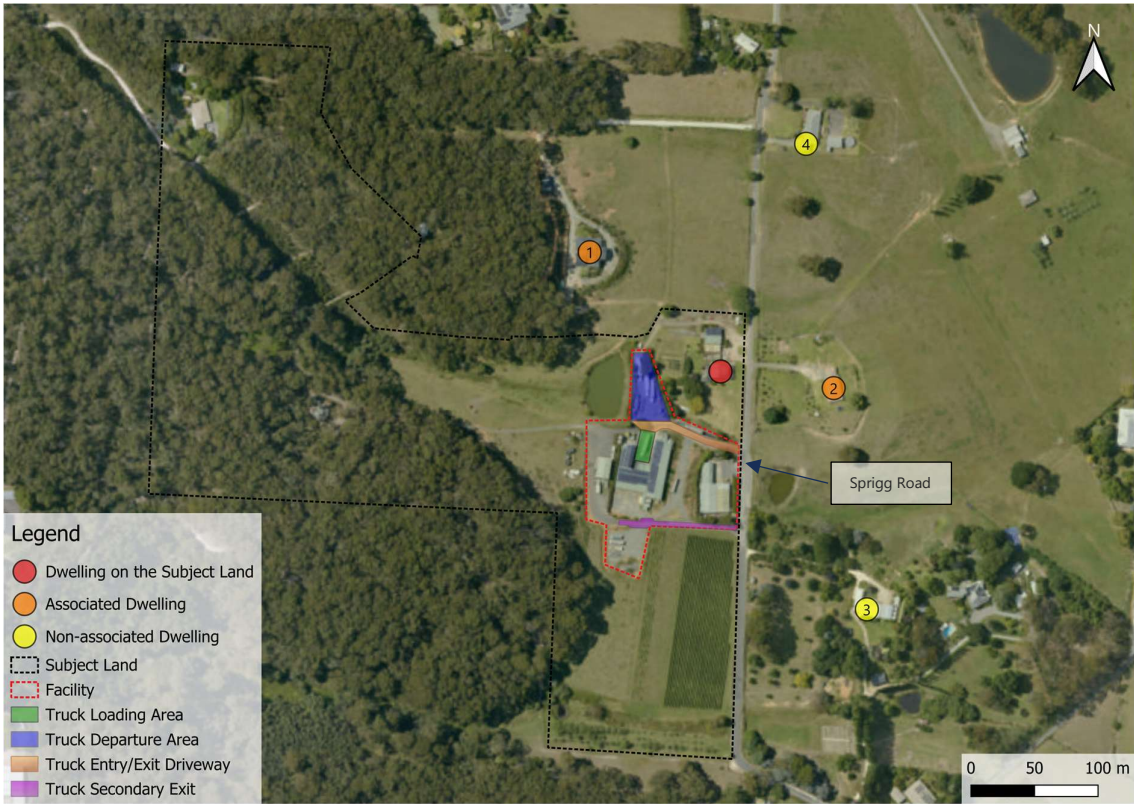 N
4
1
2
Sprigg Road
3
Legend
Dwelling on the Subject Land
Associated Dwelling
Non-associated Dwelling
Subject Land
Facility
Truck Loading Area
Truck Departure Area
Truck Entry/Exit Driveway
Truck Secondary Exit
0 50 100 m